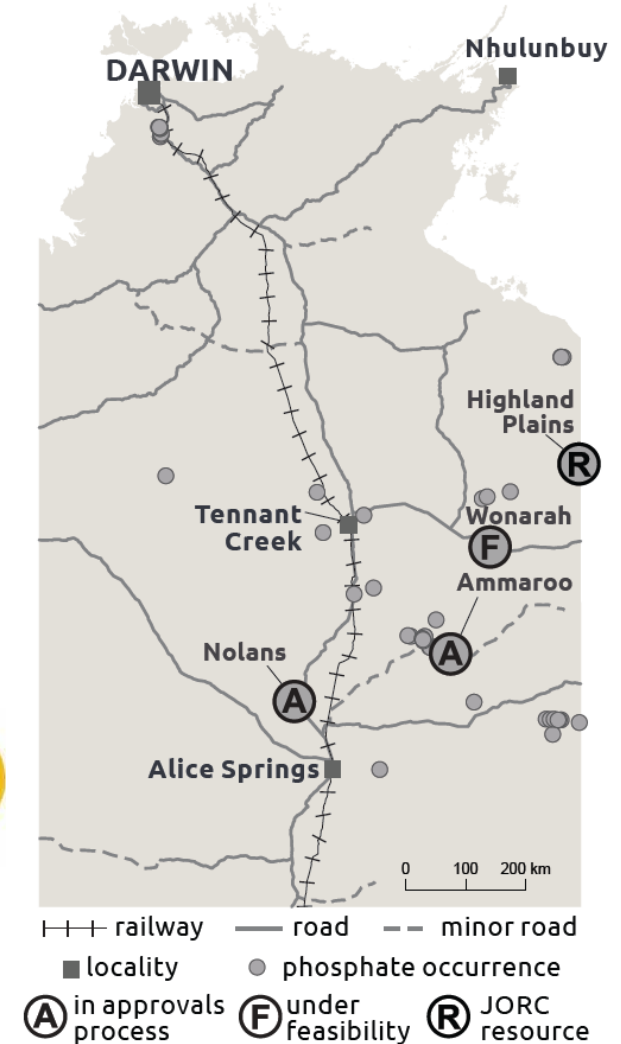 Nhulunbuy
DARWIN
Highland
Plains
R
Tennant
Creek
Wonarah
F
Ammaroo
A
Nolans
A
Alice Springs
0 100 200 km
railway road minor road
locality phosphate occurrence
A in approvals
process
F under
feasibility
R JORC
resource